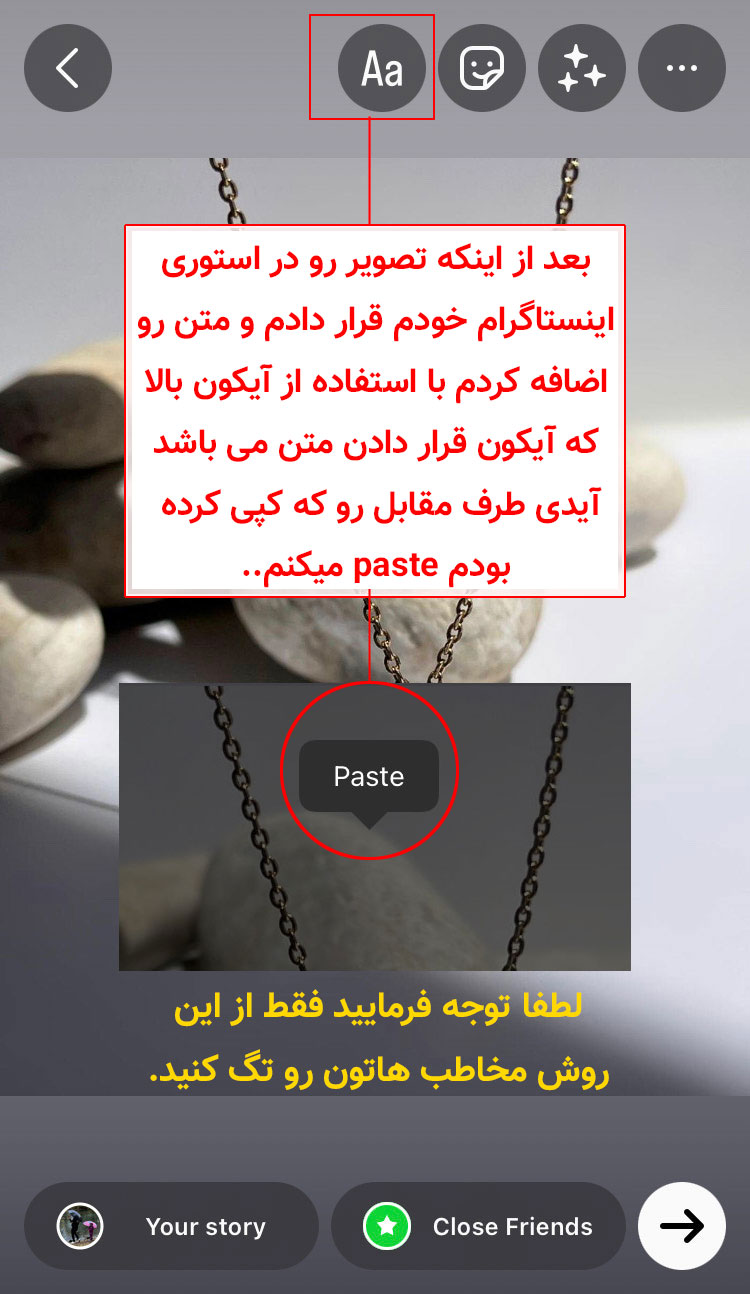 Aa
بعد از اینکه تصویر رو در استوری
اینستاگرام خودم قرار دادم و متن رو
اضافه کردم با استفاده از آیکون بالا
که آیکون قرار دادن متن می باشد
آیدی طرف مقابل رو که کپی کرده
بودم paste میکنم..
Paste
لطفا توجه فرمایید فقط از این
روش مخاطب هاتون رو تگ کنید.
Your story
Close Friends